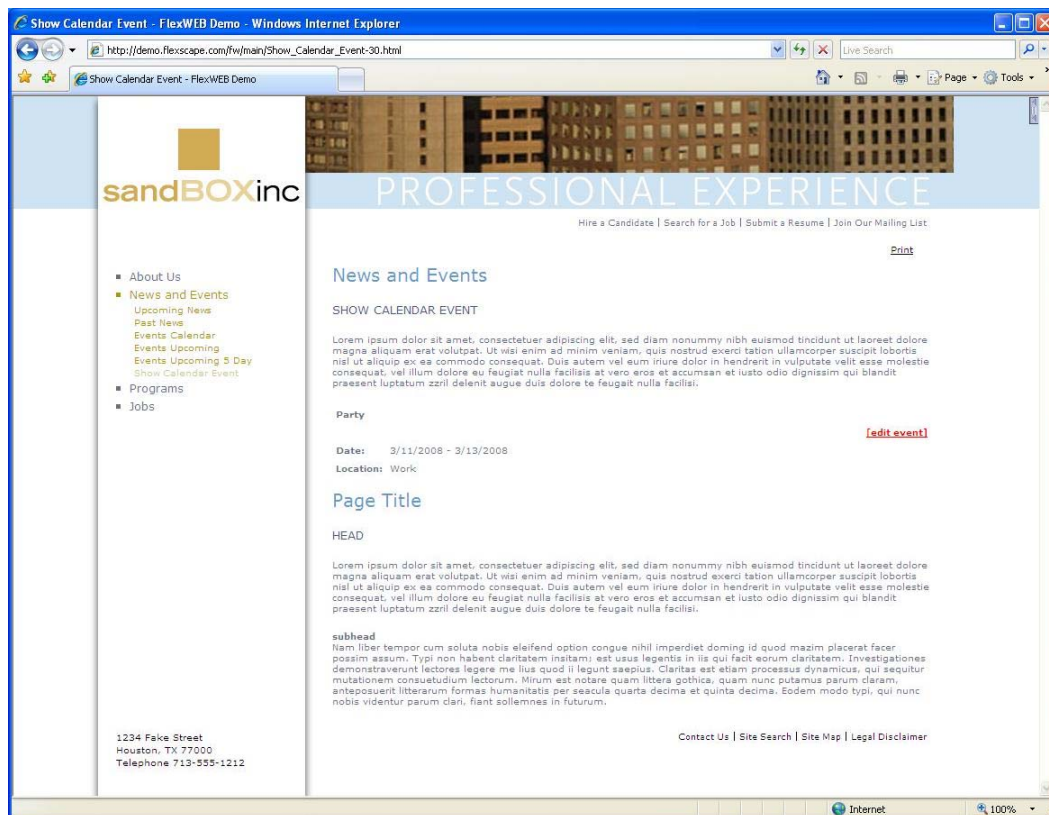 Show Calendar Event - FlexWEB Demo - Windows Internet Explorer
http://demo.flexscape.com/fw/main/Show_Calendar_Event-30.html
Live Search
Show Calendar Event - FlexWEB Demo
Page
Tools
sandBOXinc
PROFESSIONAL EXPERIENCE
Hire a Candidate | Search for a Job | Submit a Resume | Join Our Mailing List
Print
About Us
News and Events
Upcoming News
Past News
Events Calendar
Events Upcoming
Events Upcoming 5 Day
Show Calendar Event
Programs
Jobs
News and Events
SHOW CALENDAR EVENT
Lorem ipsum dolor sit amet, consectetuer adipiscing elit, sed diam nonummy nibh euismod tincidunt ut laoreet dolore
magna aliquam erat volutpat. Ut wisi enim ad minim veniam, quis nostrud exerci tation ullamcorper suscipit lobortis
nisl ut aliquip ex ea commodo consequat. Duis autem vel eum iriure dolor in hendrerit in vulputate velit esse molestie
consequat, vel illum dolore eu feugiat nulla facilisis at vero eros et accumsan et iusto odio dignissim qui blandit
praesent luptatum zzril delenit augue duis dolore te feugait nulla facilisi.
Party
[edit event]
Date: 3/11/2008 - 3/13/2008
Location: Work
Page Title
HEAD
Lorem ipsum dolor sit amet, consectetuer adipiscing elit, sed diam nonummy nibh euismod tincidunt ut laoreet dolore
magna aliquam erat volutpat. Ut wisi enim ad minim veniam, quis nostrud exerci tation ullamcorper suscipit lobortis
nisl ut aliquip ex ea commodo consequat. Duis autem vel eum iriure dolor in hendrerit in vulputate velit esse molestie
consequat, vel illum dolore eu feugiat nulla facilisis at vero eros et accumsan et iusto odio dignissim qui blandit
praesent luptatum zzril delenit augue duis dolore te feugait nulla facilisi.
subhead
Nam liber tempor cum soluta nobis eleifend option congue nihil imperdiet doming id quod mazim placerat facer
possim assum. Typi non habent claritatem insitam; est usus legentis in iis qui facit eorum claritatem. Investigationes
demonstraverunt lectores legere me lius quod ii legunt saepius. Claritas est etiam processus dynamicus, qui sequitur
mutationem consuetudium lectorum. Mirum est notare quam littera gothica, quam nunc putamus parum claram,
anteposuerit litterarum formas humanitatis per seacula quarta decima et quinta decima. Eodem modo typi, qui nunc
nobis videntur parum clari, fiant sollemnes in futurum.
1234 Fake Street
Houston, TX 77000
Telephone 713-555-1212
Contact Us | Site Search | Site Map | Legal Disclaimer
Internet
100%